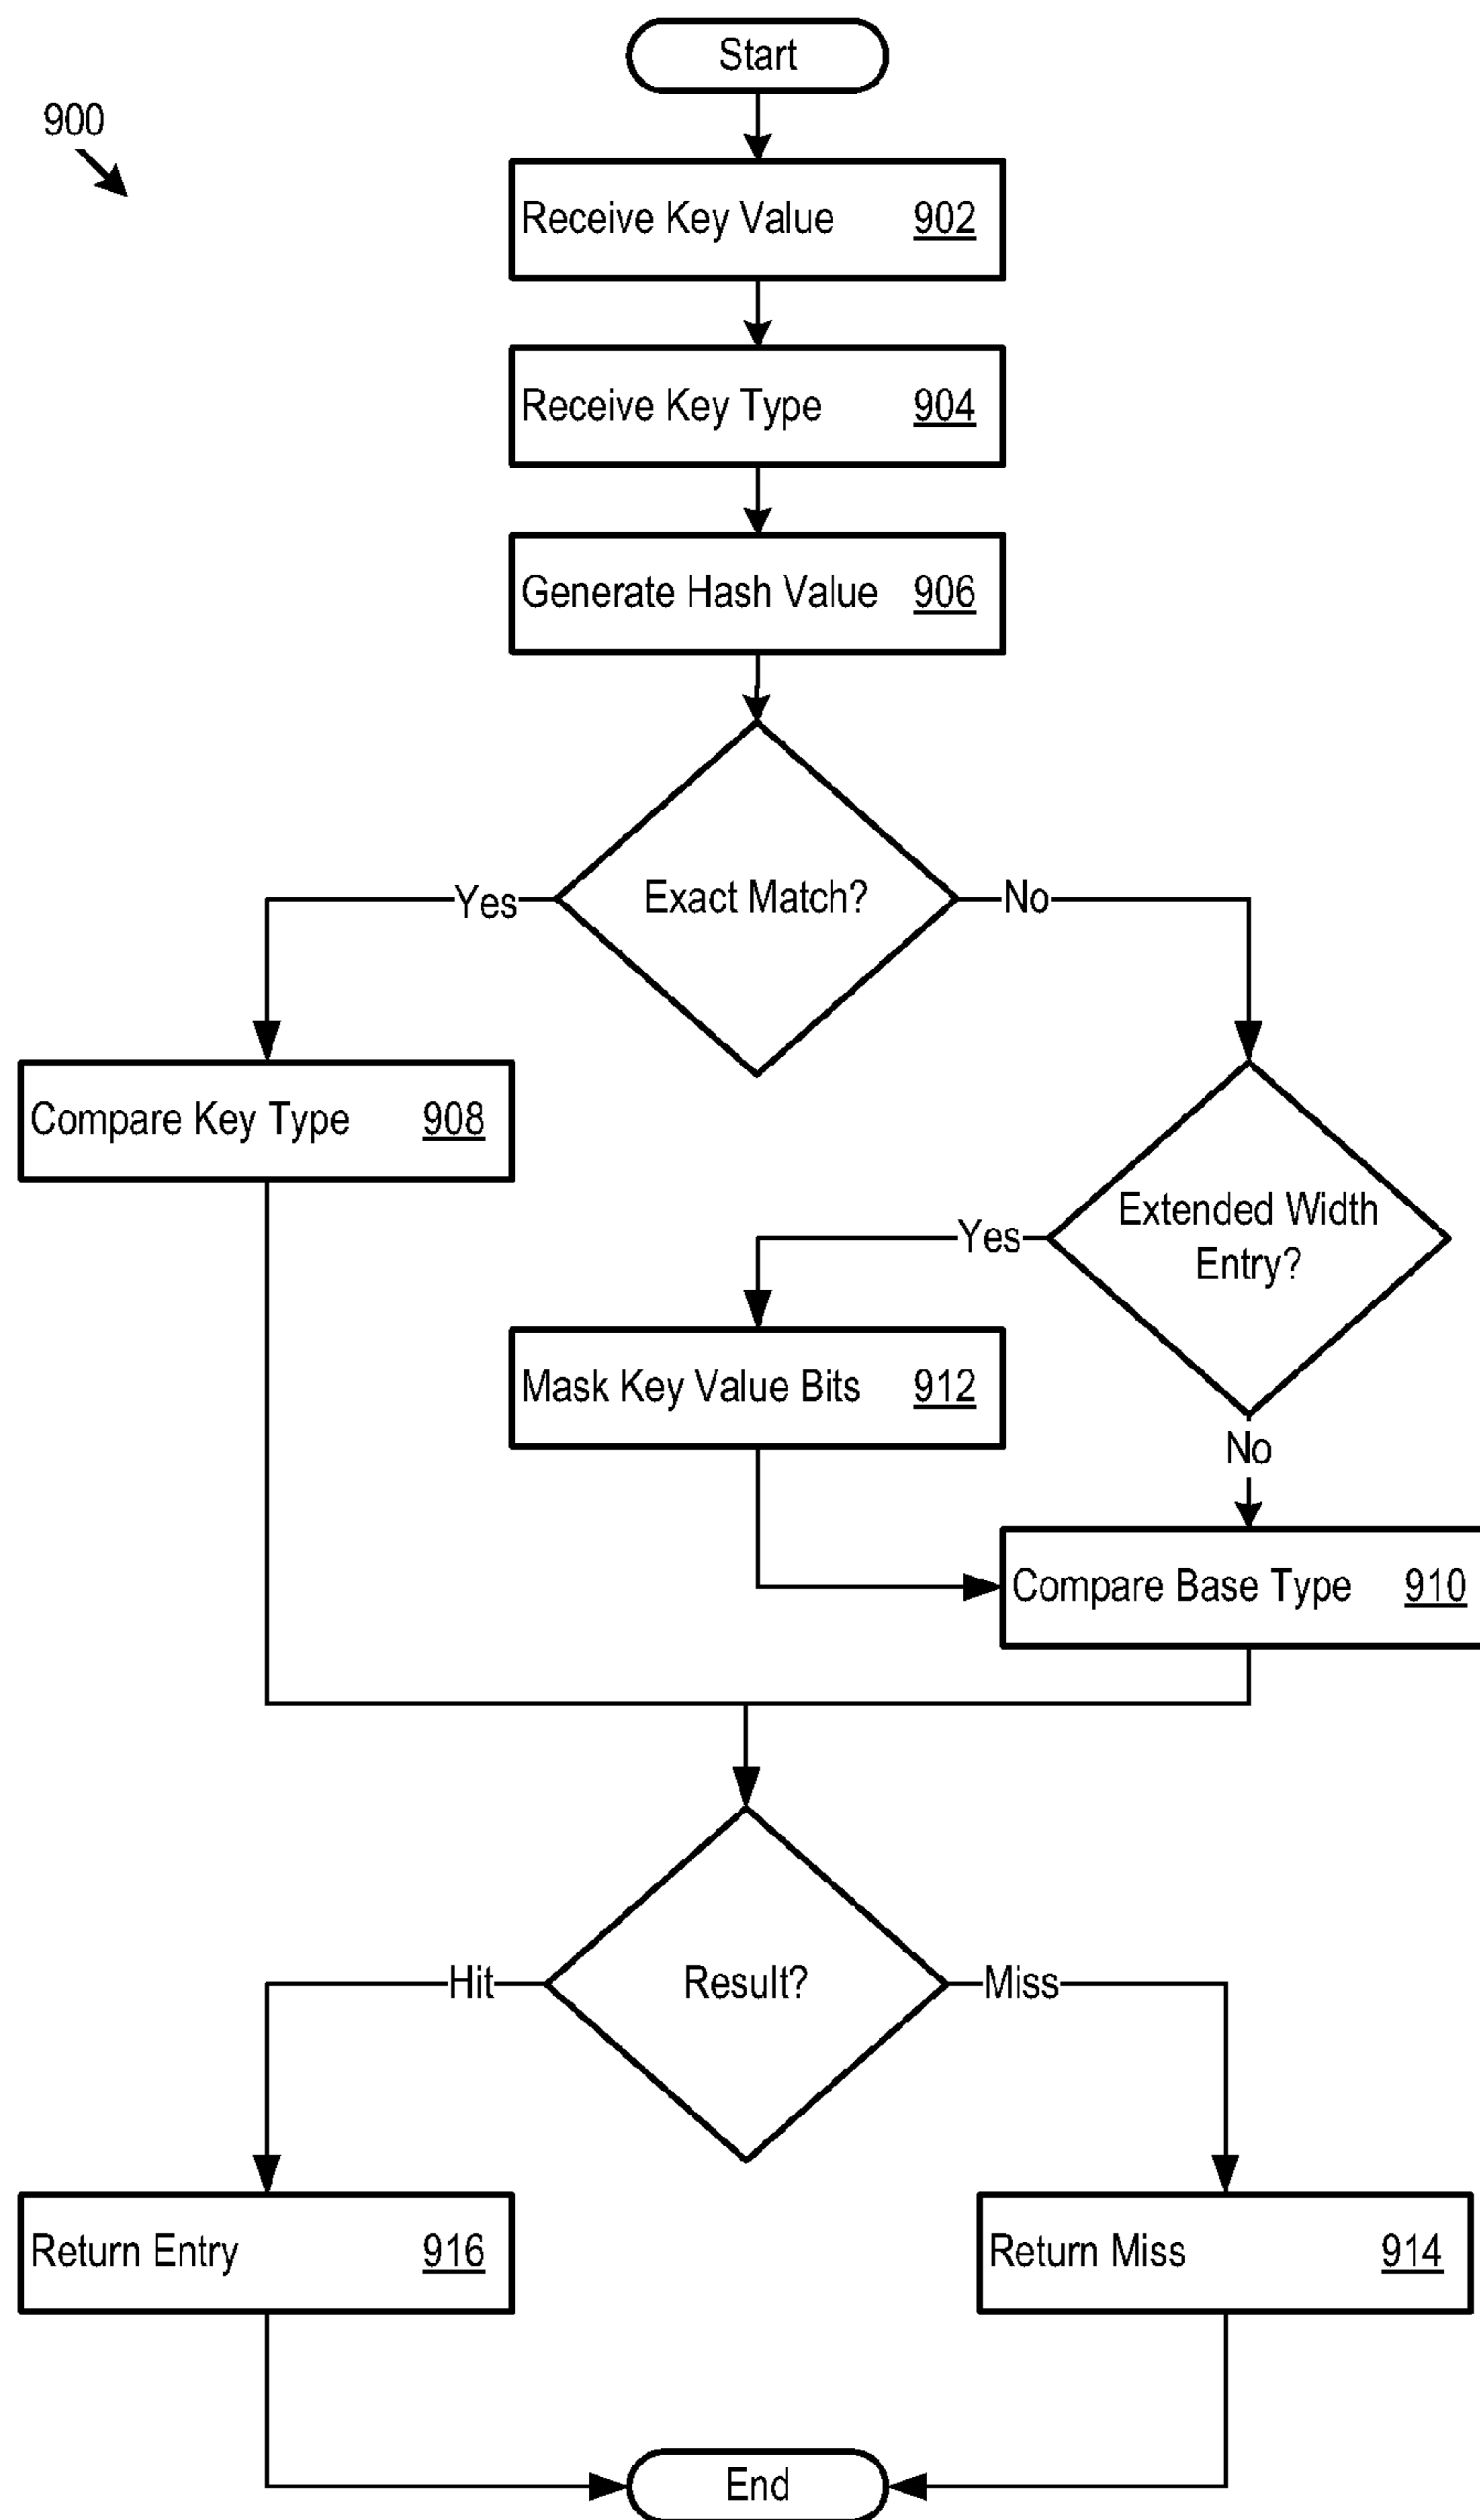 Start
900
Receive Key Value 902
Receive Key Type 904
Generate Hash Value 906
Exact Match?
Yes
No
Compare Key Type 908
Extended Width
Entry?
Yes
Mask Key Value Bits 912
No
Compare Base Type 910
Result?
Hit
Miss
Return Entry 916
Return Miss 914
End